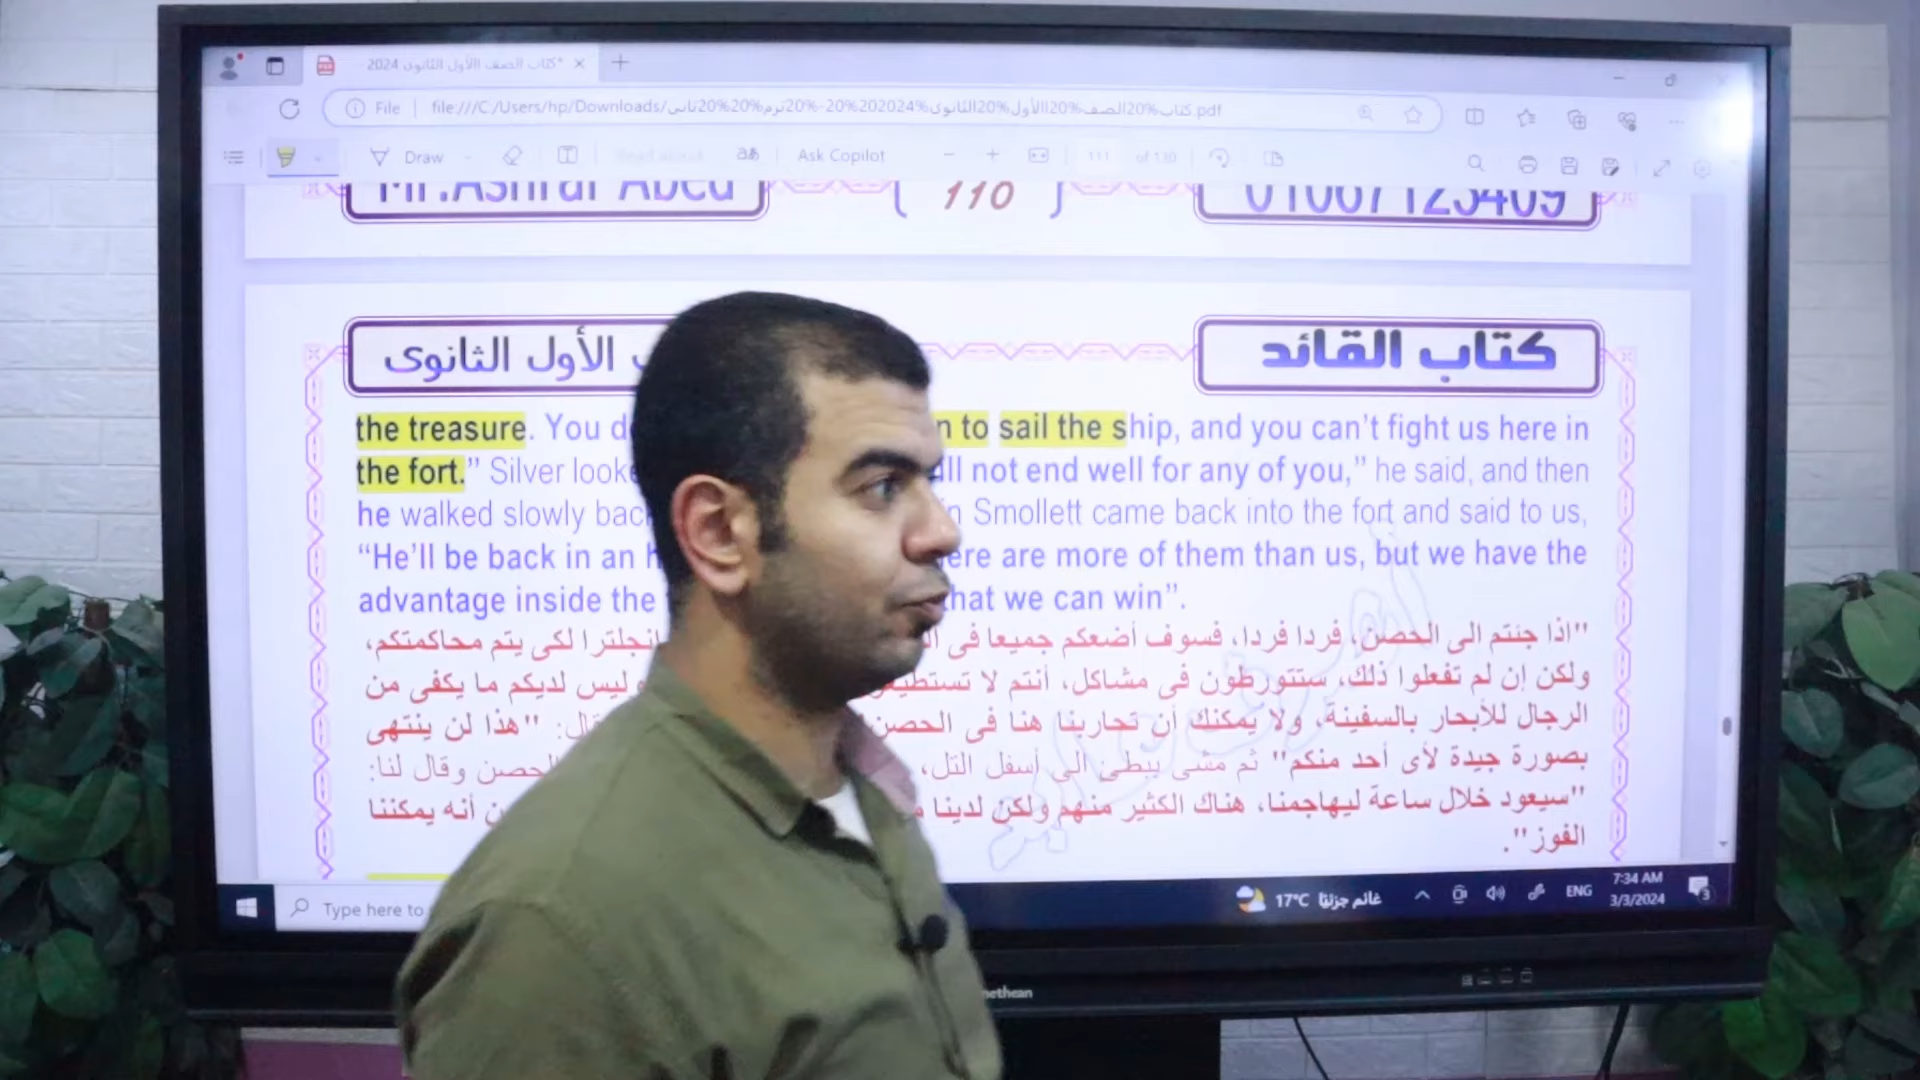 كتاب الصف الأول الثانوى 2024
File
file:///C:/Users/hp/Downloads/
.pdf
Draw
Read aloud
Ask Copilot
111 of 130
Mr.Ashraf Abed
110
01007123409
الأول الثانوى
كتاب القائد
the treasure. You d n to sail the ship, and you can't fight us here in
the fort.” Silver looke ll not end well for any of you,” he said, and then
he walked slowly bac Smollett came back into the fort and said to us,
“He'll be back in an h ere are more of them than us, but we have the
advantage inside the that we can win”.
"اذا جئتم الى الحصن، فردا فردا، فسوف أضعكم جميعا فى انجلترا لكى يتم محاكمتكم،
ولكن إن لم تفعلوا ذلك، ستتورطون فى مشاكل، أنتم لا وليس لديكم ما يكفى من
الرجال للأبحار بالسفينة، ولا يمكنك أن تحاربنا هنا فى الحصن قال: "هذا لن ينتهى
بصورة جيدة لأى أحد منكم" ثم مشى يبطئ الى أسفل التل، الحصن وقال لنا:
"سيعود خلال ساعة ليهاجمنا، هناك الكثير منهم ولكن لدينا أنه يمكننا
الفوز".
Type here to
17°C غائم جزئيًا
ENG
7:34 AM
3/3/2024
3